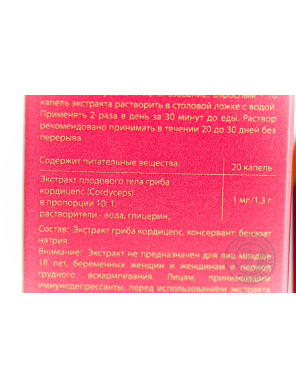 капель экстракта растворить в столовой ложке с водой.
Применять 2 раза в день за 30 минут до еды. Раствор
рекомендовано принимать в течении 20 до 30 дней без
перерыва.
Содержит питательные вещества: 20 капель
Экстракт плодового тела гриба
кордицепс (Cordyceps) 1 мл/1,3 г
в пропорции 10: 1,
растворители - вода, глицерин.
Состав: Экстракт гриба кордицепс, консервант: бензоат
натрия.
Внимание: Экстракт не предназначен для лиц младше
18 лет, беременных женщин и женщинам в период
грудного вскармливания. Лицам, принимающим
иммунодепрессанты, перед использованием экстракта